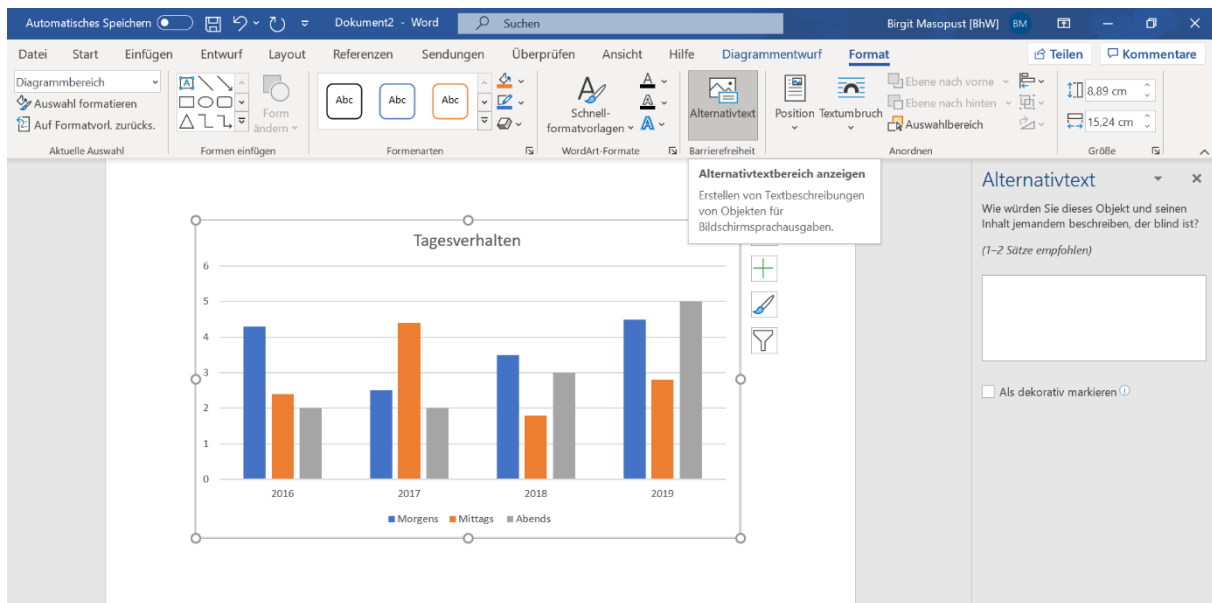 Automatisches Speichern
Dokument2 - Word
Suchen
Birgit Masopust [BhW] BM
Datei Start Einfügen Entwurf Layout Referenzen Sendungen Überprüfen Ansicht Hilfe Diagrammentwurf Format Teilen Kommentare
Diagrammbereich
Auswahl formatieren
Auf Formatvorl. zurücks.
Aktuelle Auswahl
Form
ändern
Formen einfügen
Abc Abc Abc
Formenarten
Schnell-
formatvorlagen
WordArt-Formate
Alternativtext
Barrierefreiheit
Position Textumbruch
Ebene nach vorne
Ebene nach hinten
Auswahlbereich
Anordnen
8,89 cm
15,24 cm
Größe
Alternativtextbereich anzeigen
Erstellen von Textbeschreibungen
von Objekten für
Bildschirmsprachausgaben.
Tagesverhalten
6
5
4
3
2
1
0
2016 2017 2018 2019
Morgens Mittags Abends
Alternativtext
Wie würden Sie dieses Objekt und seinen
Inhalt jemandem beschreiben, der blind ist?
(1–2 Sätze empfohlen)
Als dekorativ markieren